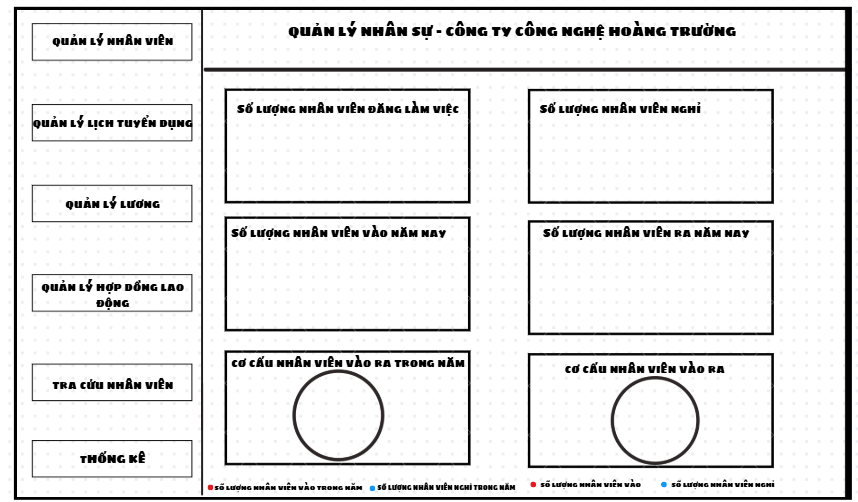 QUẢN LÝ NHÂN SỰ - CÔNG TY CÔNG NGHỆ HOÀNG TRƯỜNG
QUẢN LÝ NHÂN VIÊN
QUẢN LÝ LỊCH TUYỂN DỤNG
QUẢN LÝ LƯƠNG
QUẢN LÝ HỢP ĐỒNG LAO
ĐỘNG
TRA CỨU NHÂN VIÊN
THỐNG KÊ
SỐ LƯỢNG NHÂN VIÊN ĐĂNG LÀM VIỆC
SỐ LƯỢNG NHÂN VIÊN NGHỈ
SỐ LƯỢNG NHÂN VIÊN VÀO NĂM NAY
SỐ LƯỢNG NHÂN VIÊN RA NĂM NAY
CƠ CẤU NHÂN VIÊN VÀO RA TRONG NĂM
CƠ CẤU NHÂN VIÊN VÀO RA
SỐ LƯỢNG NHÂN VIÊN VÀO TRONG NĂM
SỐ LƯỢNG NHÂN VIÊN NGHỈ TRONG NĂM
SỐ LƯỢNG NHÂN VIÊN VÀO
SỐ LƯỢNG NHÂN VIÊN NGHỈ